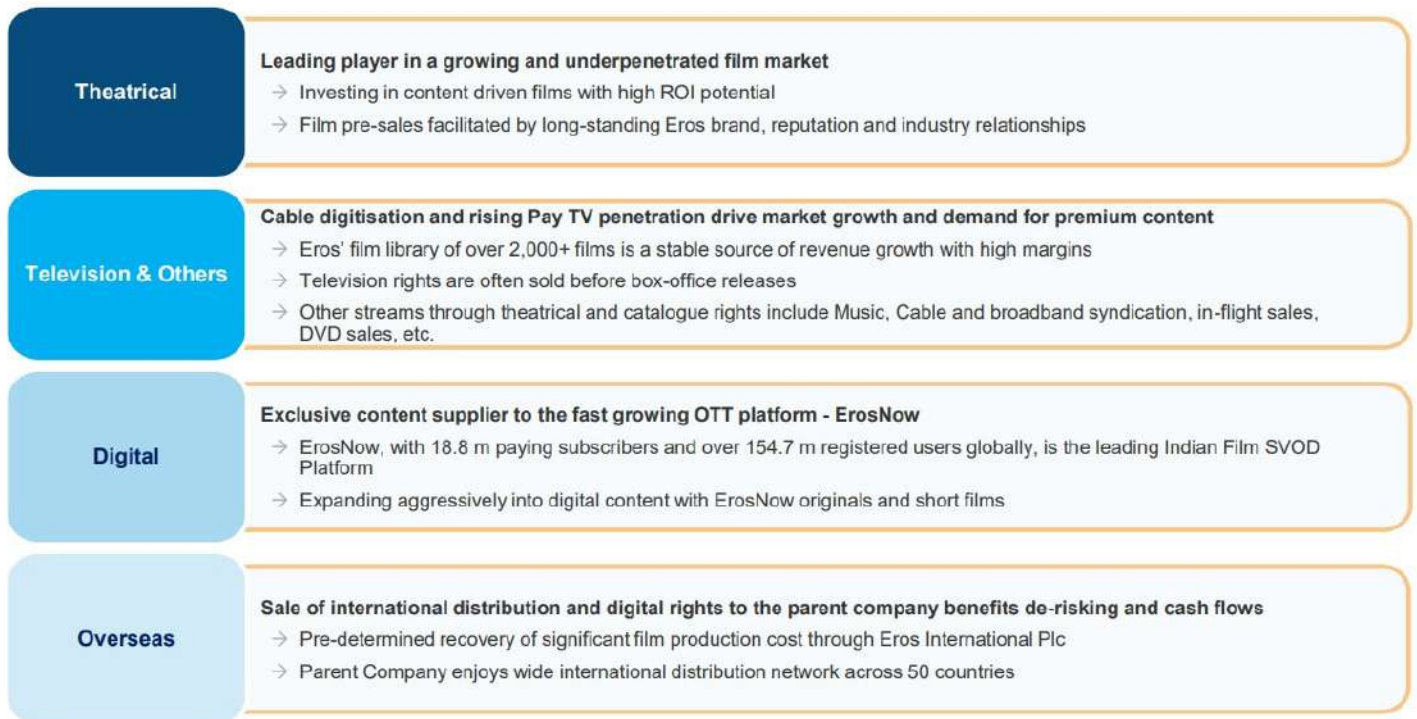 Theatrical
Leading player in a growing and underpenetrated film market
→ Investing in content driven films with high ROI potential
→ Film pre-sales facilitated by long-standing Eros brand, reputation and industry relationships
Television & Others
Cable digitisation and rising Pay TV penetration drive market growth and demand for premium content
→ Eros' film library of over 2,000+ films is a stable source of revenue growth with high margins
→ Television rights are often sold before box-office releases
→ Other streams through theatrical and catalogue rights include Music, Cable and broadband syndication, in-flight sales,
DVD sales, etc.
Digital
Exclusive content supplier to the fast growing OTT platform - ErosNow
→ ErosNow, with 18.8 m paying subscribers and over 154.7 m registered users globally, is the leading Indian Film SVOD
Platform
→ Expanding aggressively into digital content with ErosNow originals and short films
Overseas
Sale of international distribution and digital rights to the parent company benefits de-risking and cash flows
→ Pre-determined recovery of significant film production cost through Eros International Plc
→ Parent Company enjoys wide international distribution network across 50 countries